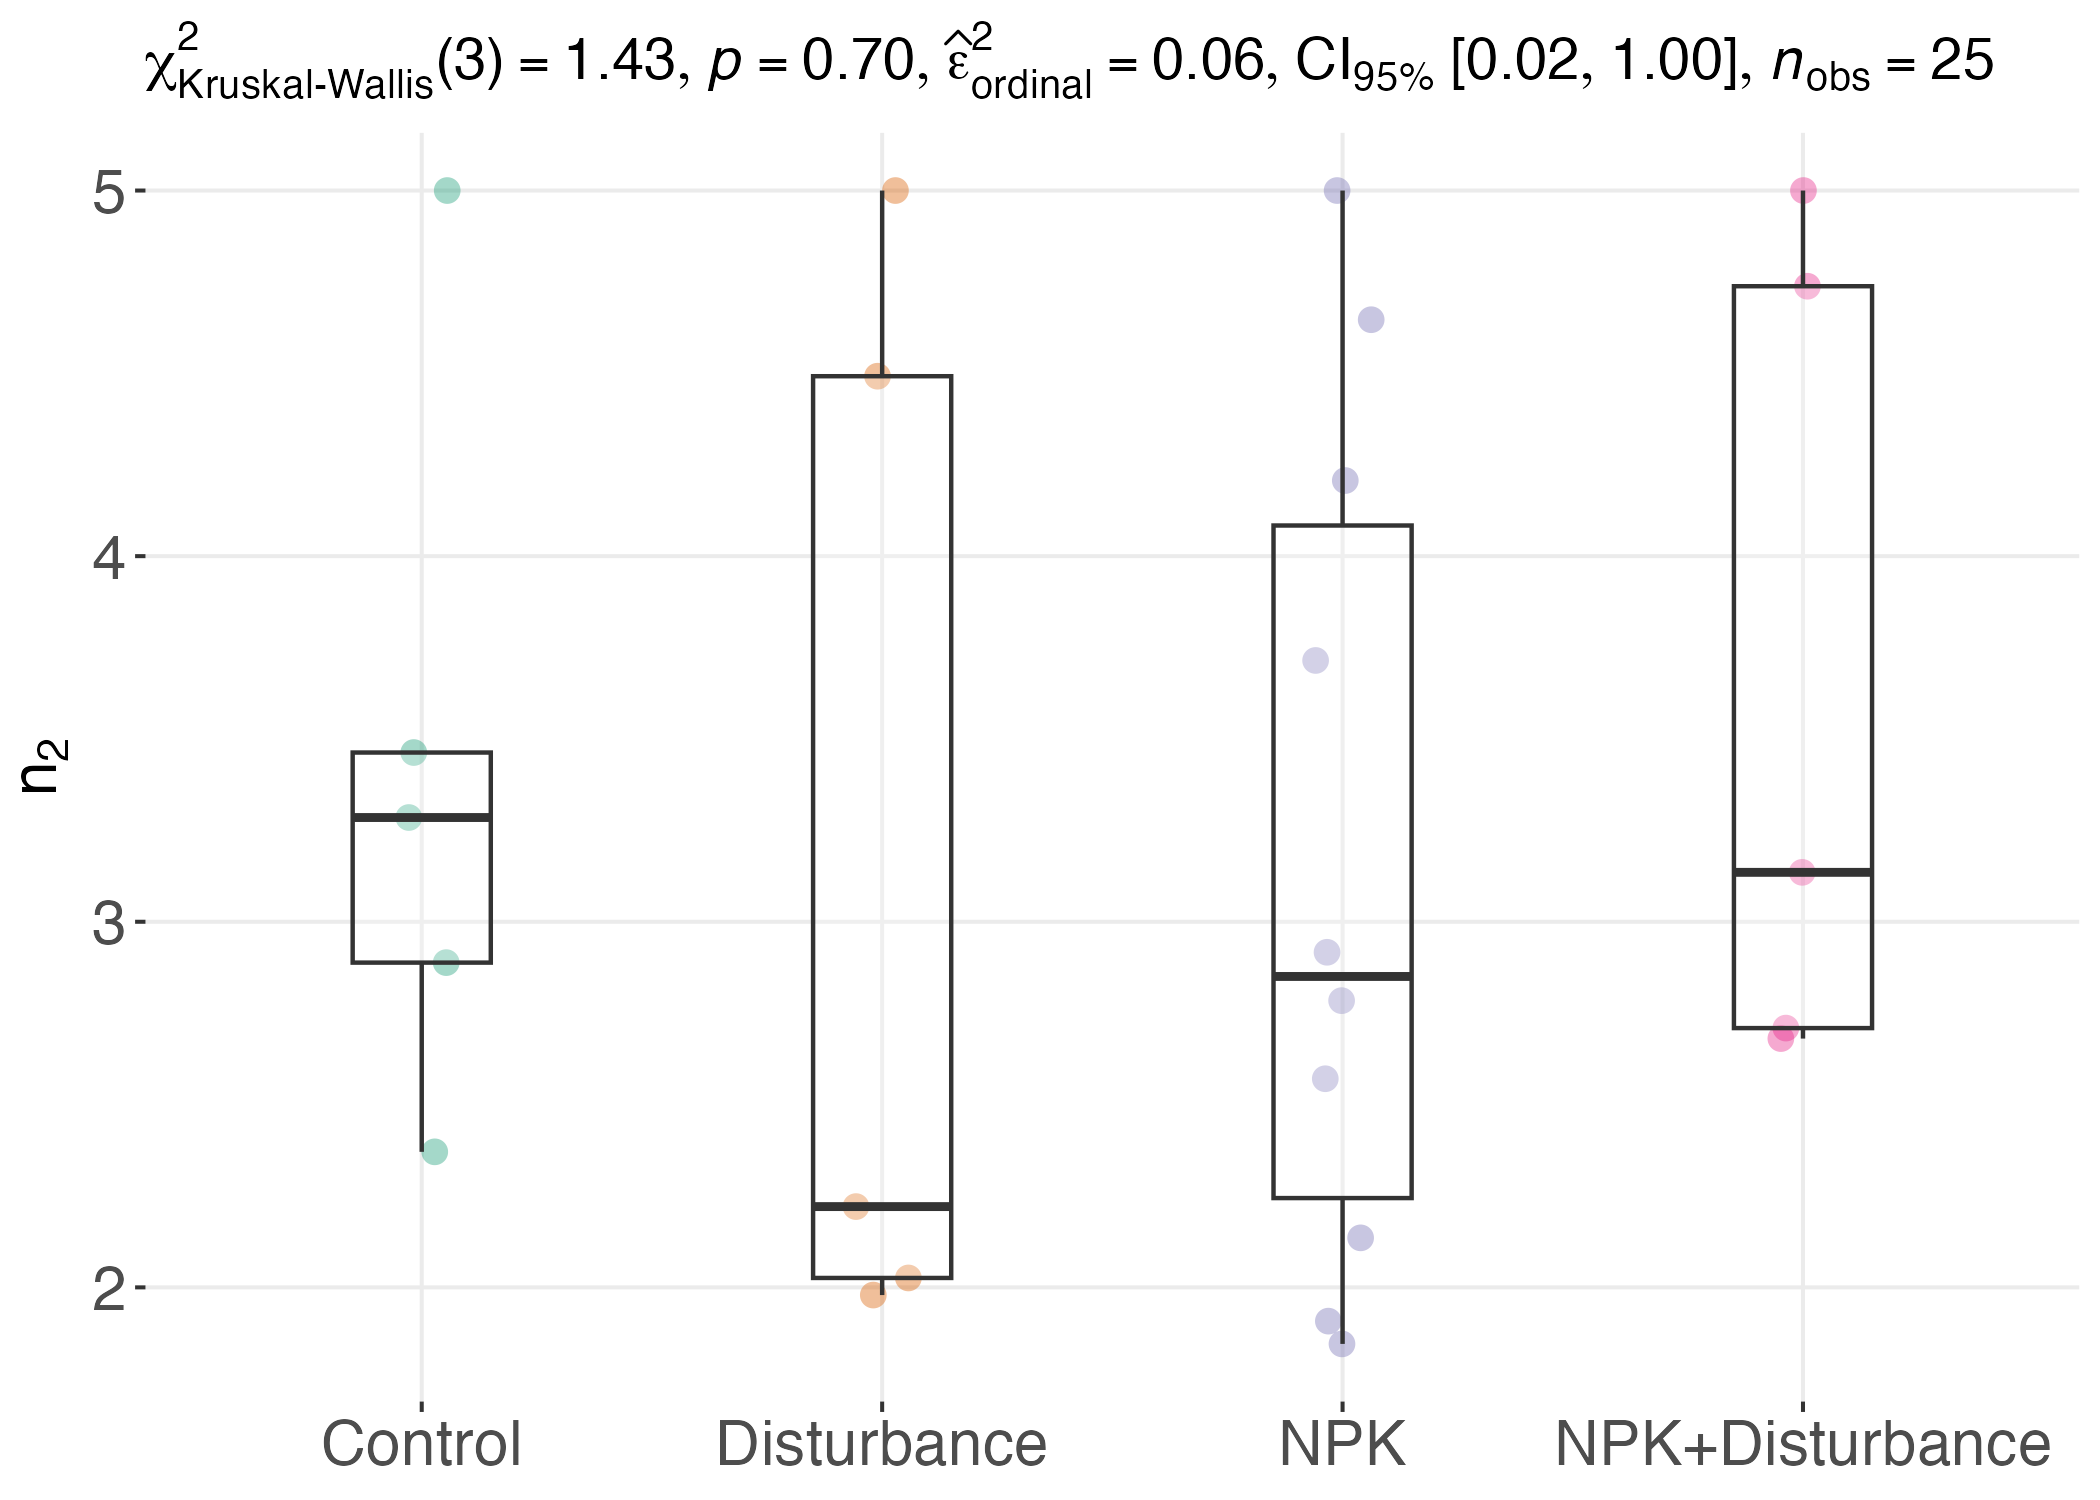 χ²Kruskal-Wallis(3) = 1.43, p = 0.70, ε̂²ordinal = 0.06, CI95% [0.02, 1.00], nobs = 25
5
4
3
2
n2
Control Disturbance NPK NPK+Disturbance